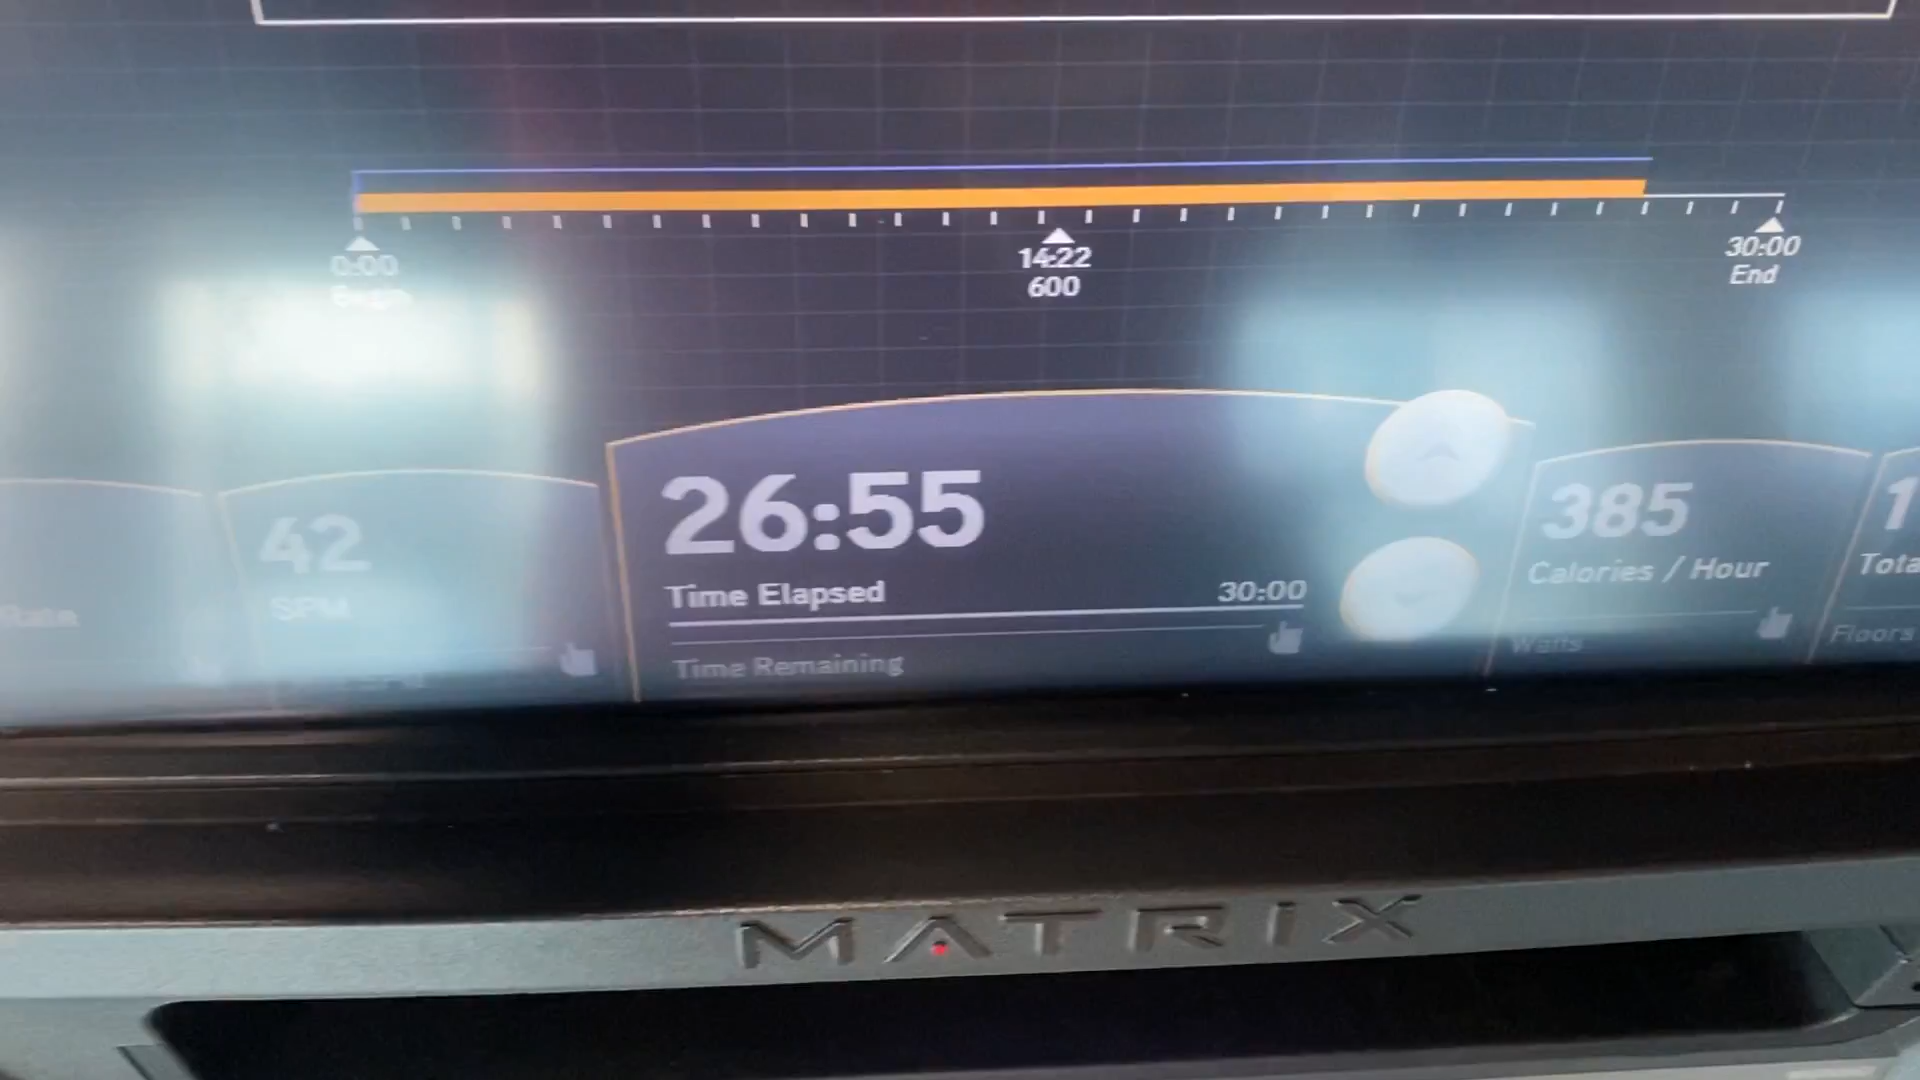 0:00
14:22
600
30:00
End
42
SPM
26:55
Time Elapsed
30:00
Time Remaining
385
Calories / Hour
Watts
Floors
MATRIX